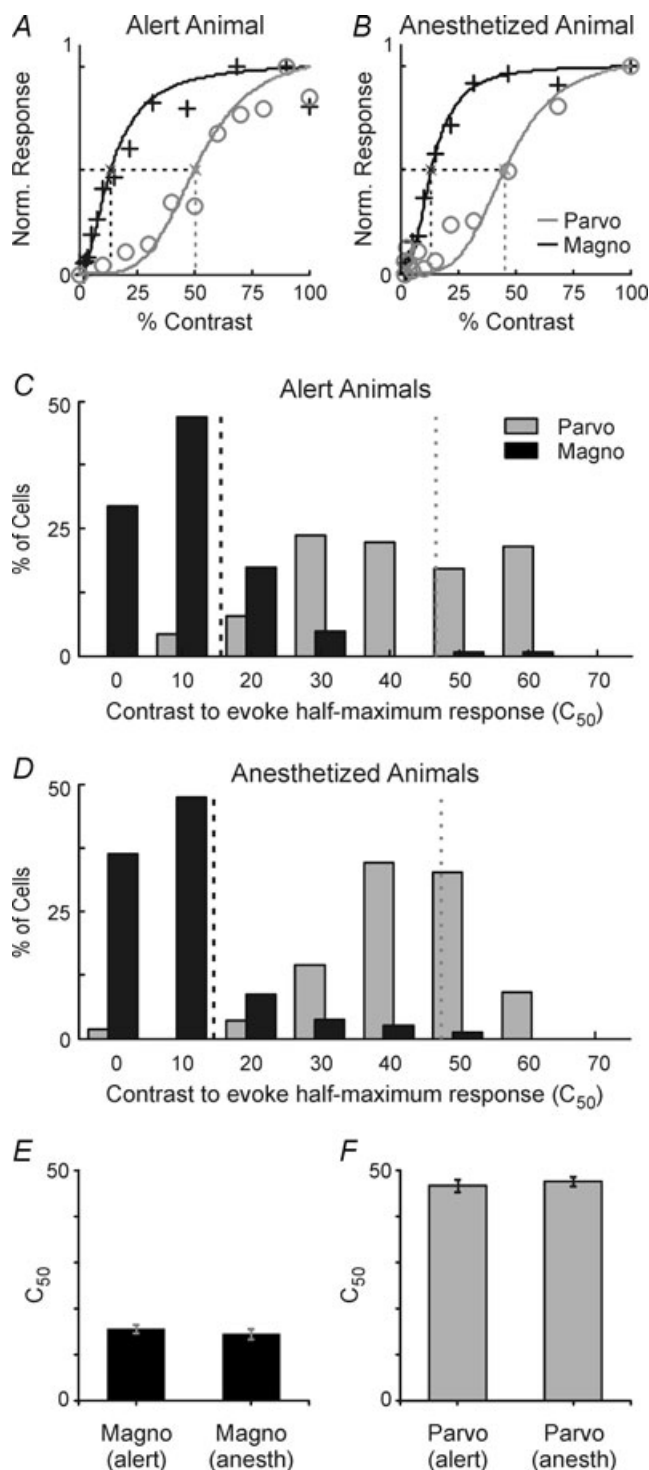 A Alert Animal
1
Norm. Response
0
0 25 50 75 100
% Contrast
B Anesthetized Animal
1
Norm. Response
0
0 25 50 75 100
% Contrast
Parvo
Magno
C Alert Animals
50
25
0
% of Cells
Parvo
Magno
0 10 20 30 40 50 60 70
Contrast to evoke half-maximum response (C50)
D Anesthetized Animals
50
25
0
% of Cells
0 10 20 30 40 50 60 70
Contrast to evoke half-maximum response (C50)
E
50
C50
0
Magno Magno
(alert) (anesth)
F
50
C50
0
Parvo Parvo
(alert) (anesth)